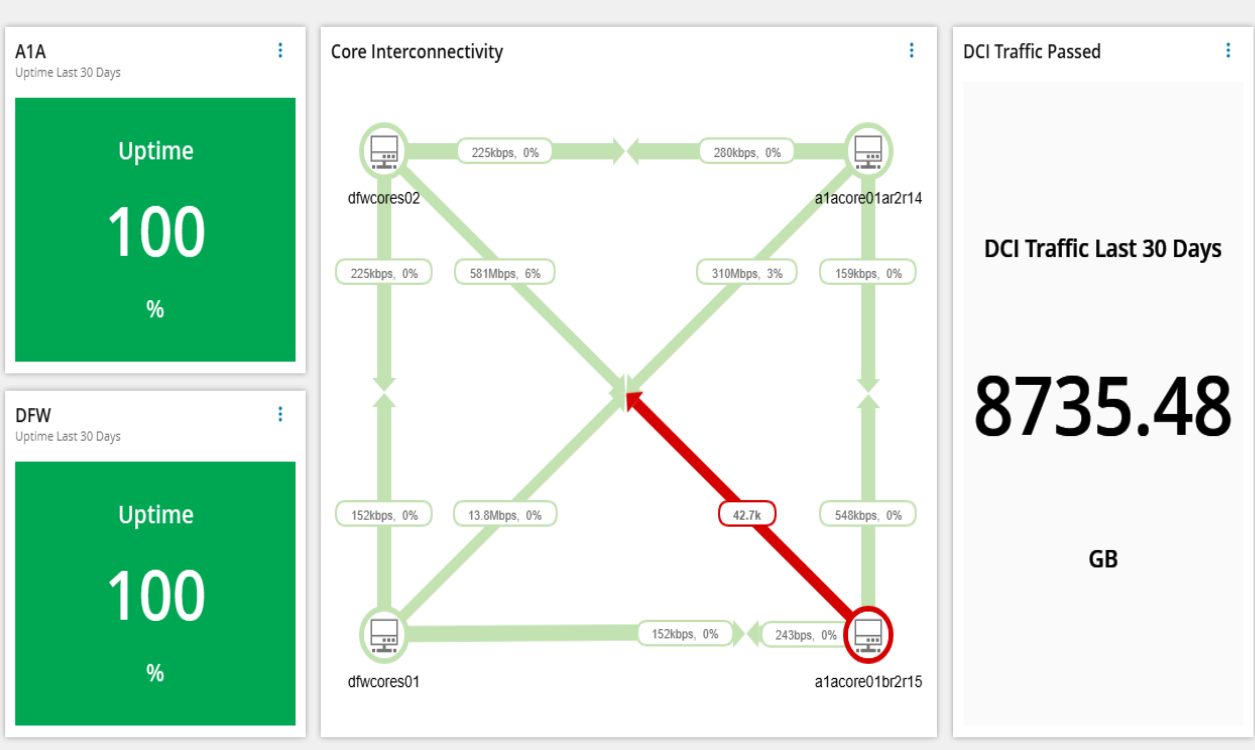 A1A
Uptime Last 30 Days
Uptime
100
%
DFW
Uptime Last 30 Days
Uptime
100
%
Core Interconnectivity
225kbps, 0%
280kbps, 0%
dfwcores02
a1acore01ar2r14
225kbps, 0%
581Mbps, 6%
310Mbps, 3%
159kbps, 0%
152kbps, 0%
13.8Mbps, 0%
42.7k
548kbps, 0%
152kbps, 0%
243bps, 0%
dfwcores01
a1acore01br2r15
DCI Traffic Passed
DCI Traffic Last 30 Days
8735.48
GB